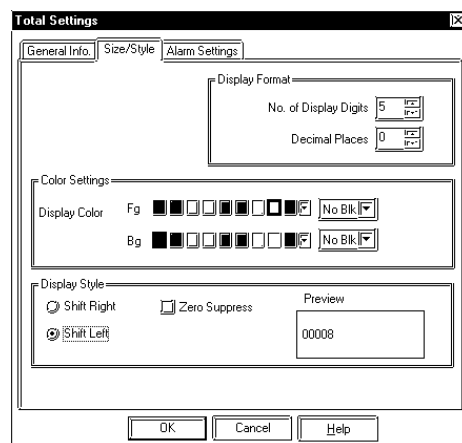 Total Settings
General Info. Size/Style Alarm Settings
Display Format
No. of Display Digits 5
Decimal Places 0
Color Settings
Display Color Fg No Blk
Bg No Blk
Display Style
Shift Right Zero Suppress Preview
Shift Left 00008
OK Cancel Help